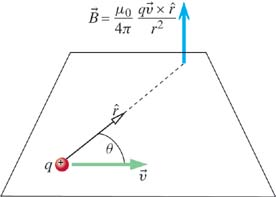 B⃗ = μ₀/4π qv⃗ × r̂/r²
r̂
θ
q +
v⃗